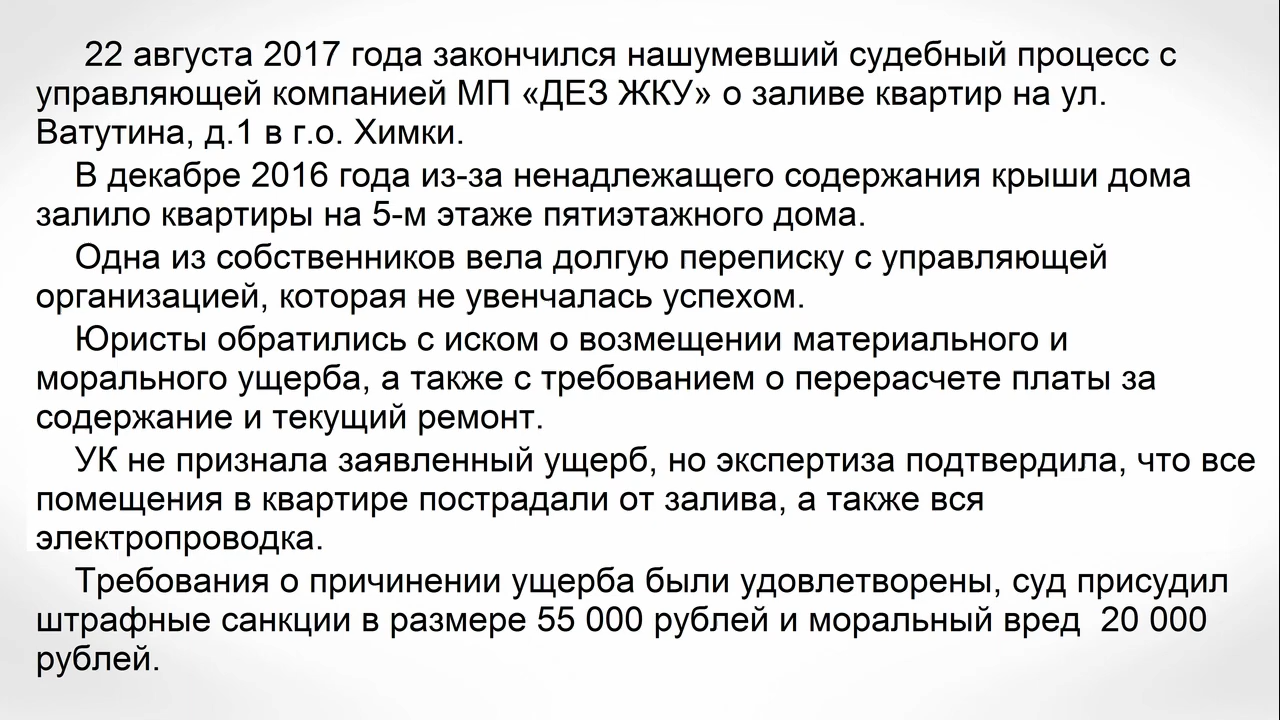 22 августа 2017 года закончился нашумевший судебный процесс с
управляющей компанией МП «ДЕЗ ЖКУ» о заливе квартир на ул.
Ватутина, д.1 в г.о. Химки.
В декабре 2016 года из-за ненадлежащего содержания крыши дома
залило квартиры на 5-м этаже пятиэтажного дома.
Одна из собственников вела долгую переписку с управляющей
организацией, которая не увенчалась успехом.
Юристы обратились с иском о возмещении материального и
морального ущерба, а также с требованием о перерасчете платы за
содержание и текущий ремонт.
УК не признала заявленный ущерб, но экспертиза подтвердила, что все
помещения в квартире пострадали от залива, а также вся
электропроводка.
Требования о причинении ущерба были удовлетворены, суд присудил
штрафные санкции в размере 55 000 рублей и моральный вред  20 000
рублей.